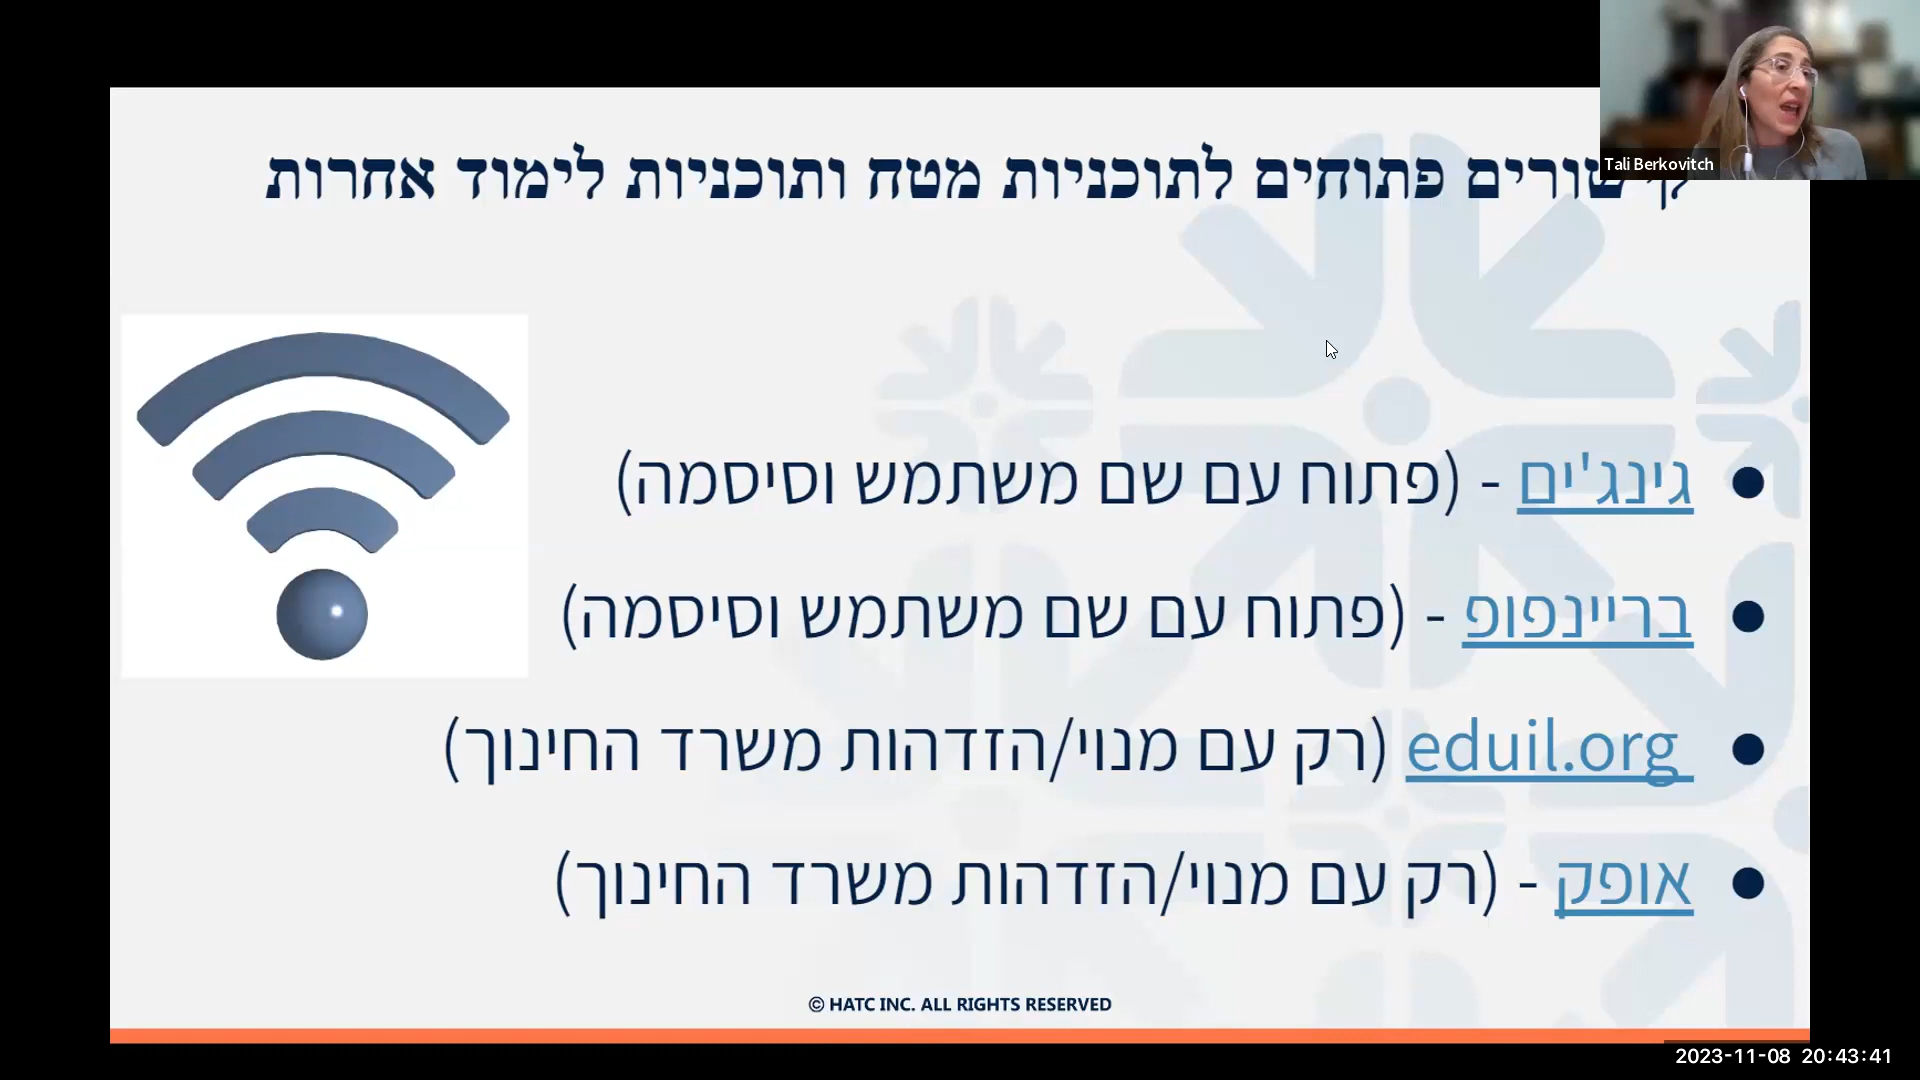 קישורים פתוחים לתוכניות מטח ותוכניות לימוד אחרות
Tali Berkovitch
גינג'ים - (פתוח עם שם משתמש וסיסמה)
בריינפופ - (פתוח עם שם משתמש וסיסמה)
eduil.org (רק עם מנוי/הזדהות משרד החינוך)
אופק - (רק עם מנוי/הזדהות משרד החינוך)
© HATC INC. ALL RIGHTS RESERVED
2023-11-08 20:43:41